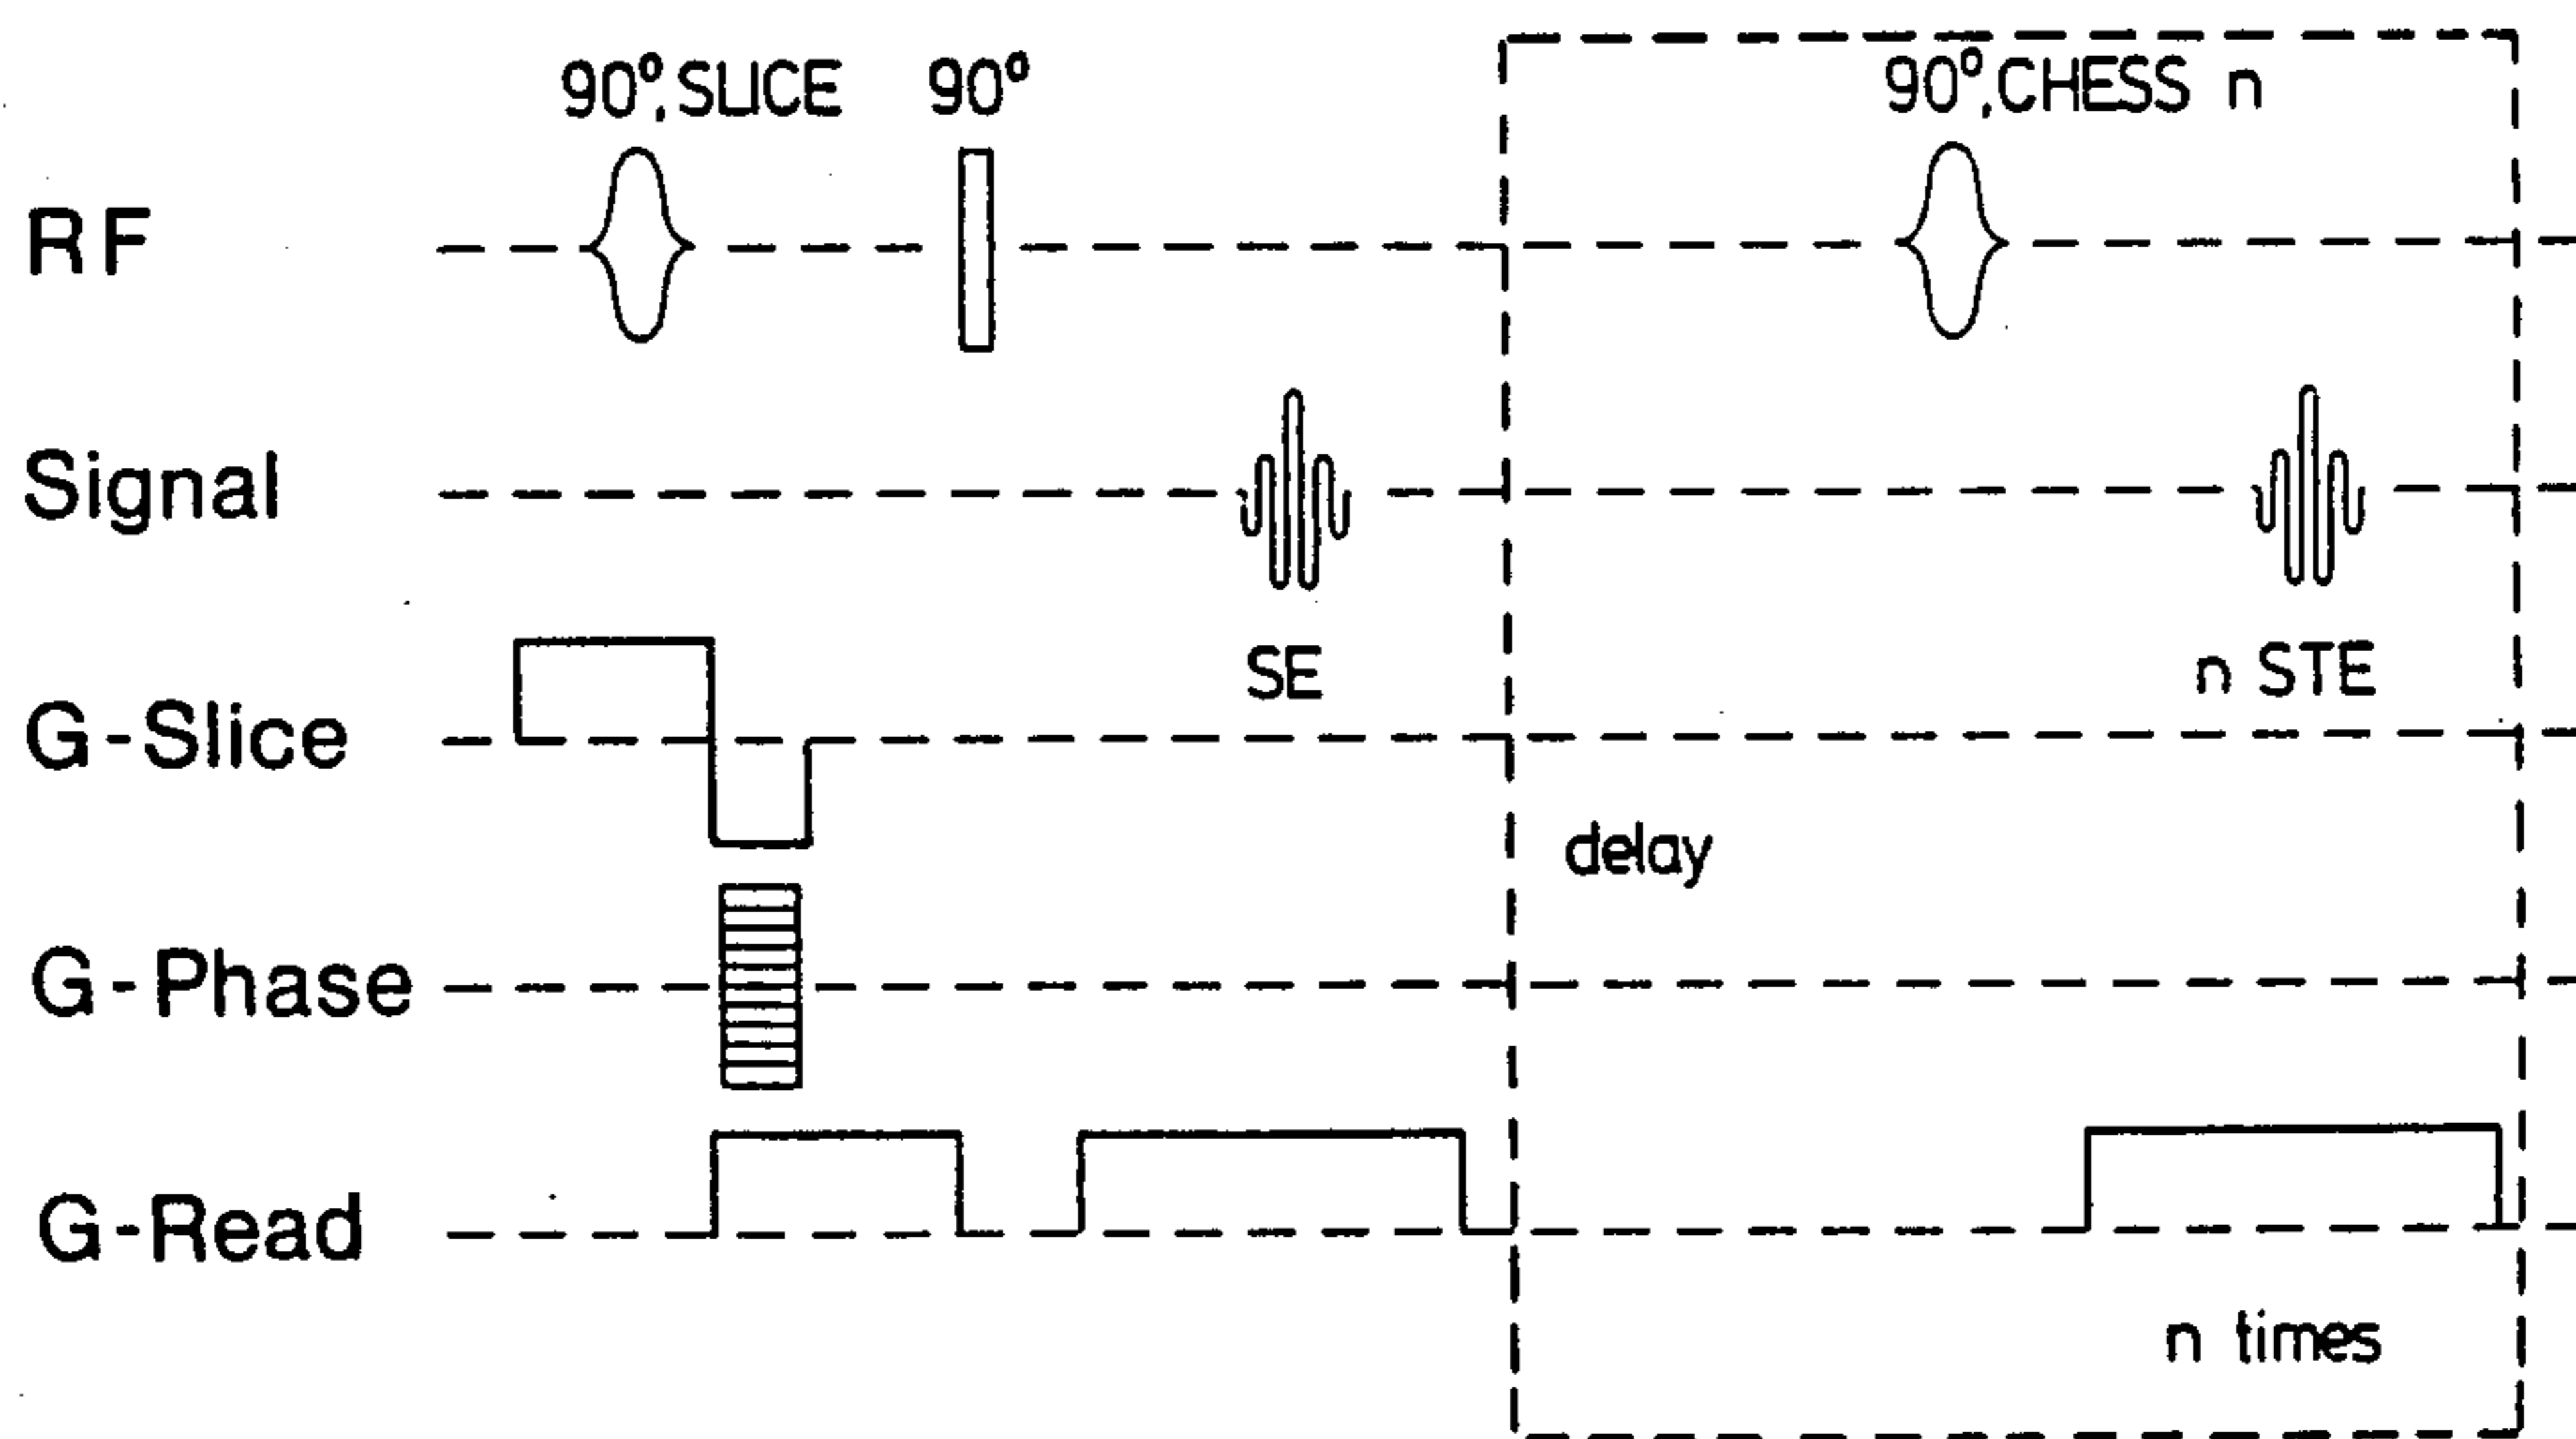 90°, SLICE 90° 90°, CHESS n
RF
Signal
SE n STE
G-Slice
delay
G-Phase
G-Read
n times